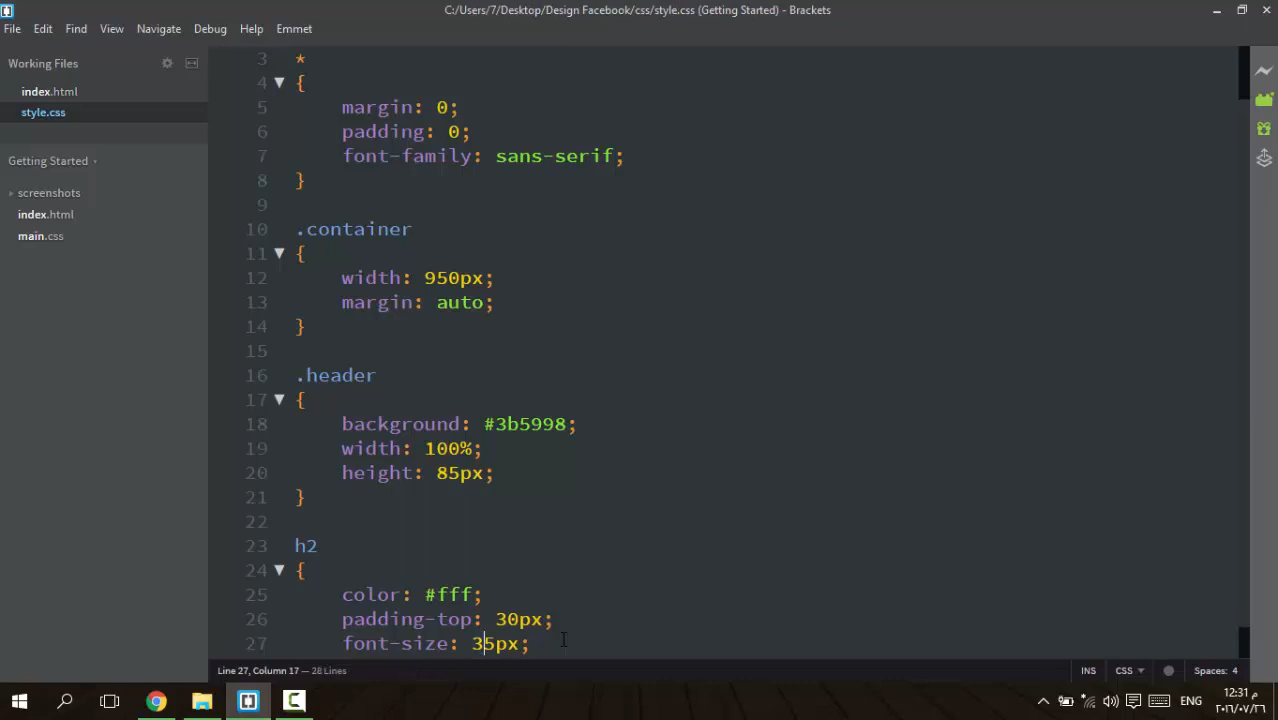 C:/Users/7/Desktop/Design Facebook/css/style.css (Getting Started) - Brackets
File Edit Find View Navigate Debug Help Emmet
Working Files
index.html
style.css
Getting Started
screenshots
index.html
main.css
3 *
4 {
5 margin: 0;
6 padding: 0;
7 font-family: sans-serif;
8 }
9
10 .container
11 {
12 width: 950px;
13 margin: auto;
14 }
15
16 .header
17 {
18 background: #3b5998;
19 width: 100%;
20 height: 85px;
21 }
22
23 h2
24 {
25 color: #fff;
26 padding-top: 30px;
27 font-size: 35px;
Line 27, Column 17 — 28 Lines
INS CSS Spaces: 4
ENG
12:31 م
٢٠١٦/٠٧/٢٦